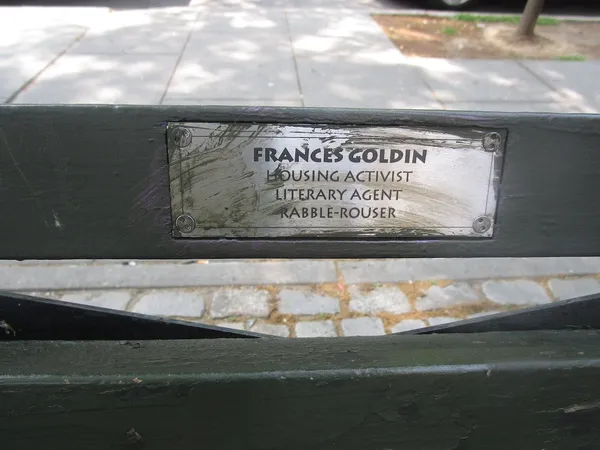 FRANCES GOLDIN
HOUSING ACTIVIST
LITERARY AGENT
RABBLE-ROUSER